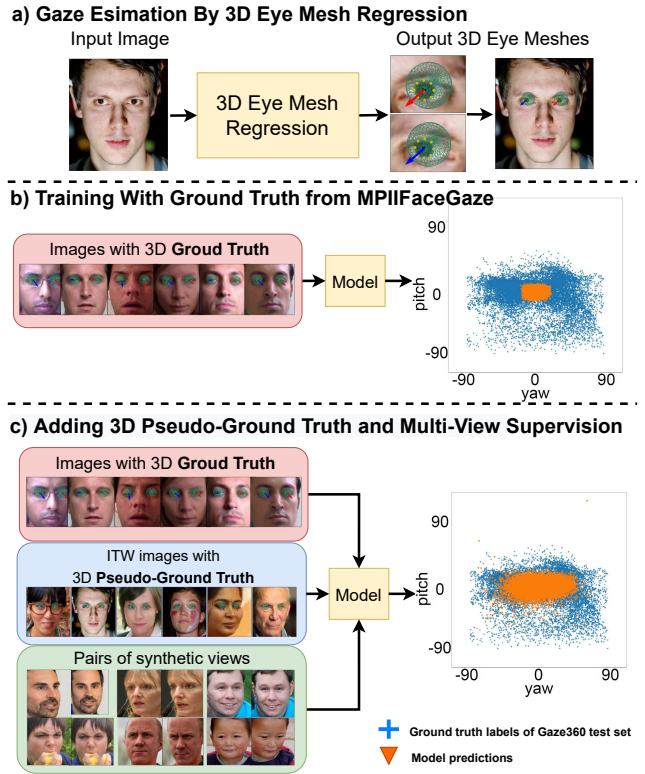 a) Gaze Esimation By 3D Eye Mesh Regression
Input Image
Output 3D Eye Meshes
3D Eye Mesh
Regression
b) Training With Ground Truth from MPIIFaceGaze
Images with 3D Groud Truth
Model
90
0
-90
pitch
-90 0 90
yaw
c) Adding 3D Pseudo-Ground Truth and Multi-View Supervision
Images with 3D Groud Truth
ITW images with
3D Pseudo-Ground Truth
Pairs of synthetic views
Model
90
0
-90
pitch
-90 0 90
yaw
Ground truth labels of Gaze360 test set
Model predictions